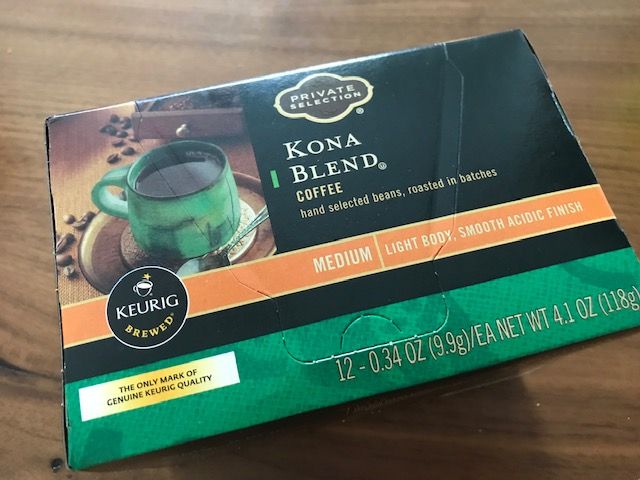 PRIVATE
SELECTION®
KONA
BLEND®
COFFEE
hand selected beans, roasted in batches
MEDIUM | LIGHT BODY, SMOOTH ACIDIC FINISH
KEURIG
BREWED®
THE ONLY MARK OF
GENUINE KEURIG QUALITY
12 - 0.34 OZ (9.9g)/EA NET WT 4.1 OZ (118g)